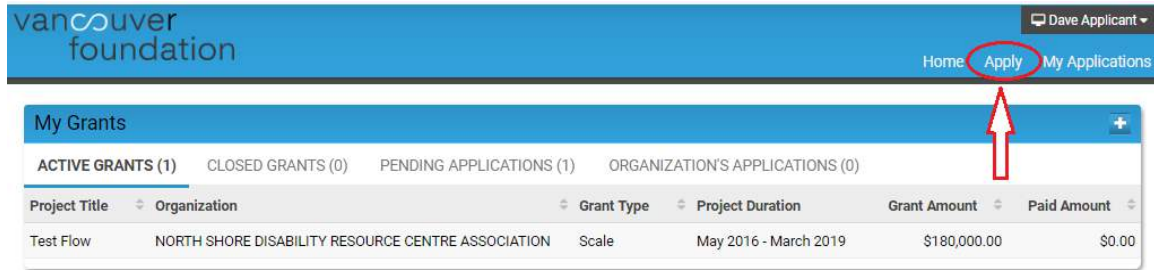 vancouver
foundation
Dave Applicant
Home Apply My Applications
My Grants
ACTIVE GRANTS (1) CLOSED GRANTS (0) PENDING APPLICATIONS (1) ORGANIZATION'S APPLICATIONS (0)
Project Title Organization Grant Type Project Duration Grant Amount Paid Amount
Test Flow NORTH SHORE DISABILITY RESOURCE CENTRE ASSOCIATION Scale May 2016 - March 2019 $180,000.00 $0.00